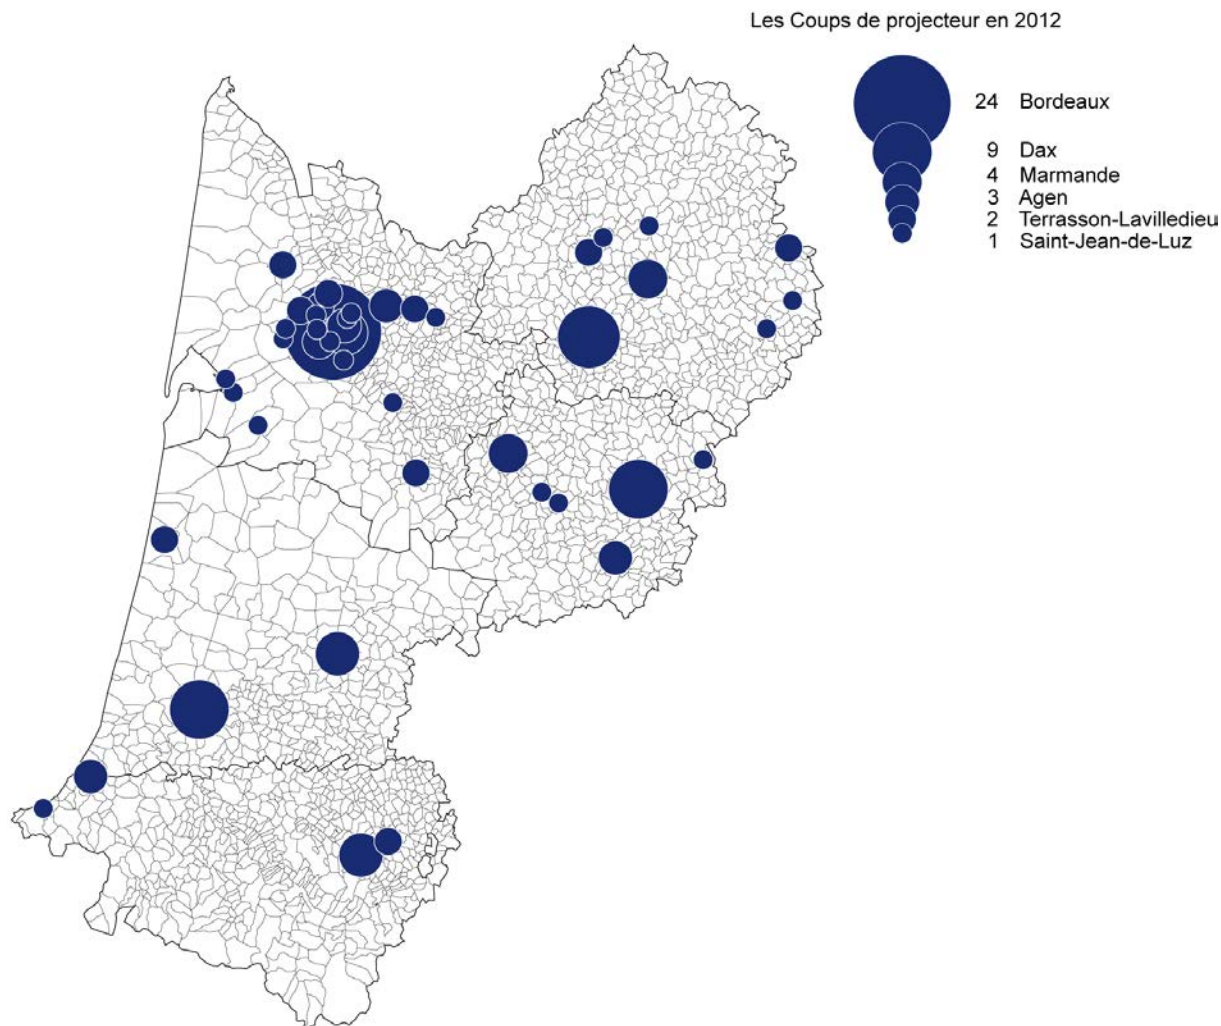 Les Coups de projecteur en 2012
24 Bordeaux
9 Dax
4 Marmande
3 Agen
2 Terrasson-Lavilledieu
1 Saint-Jean-de-Luz